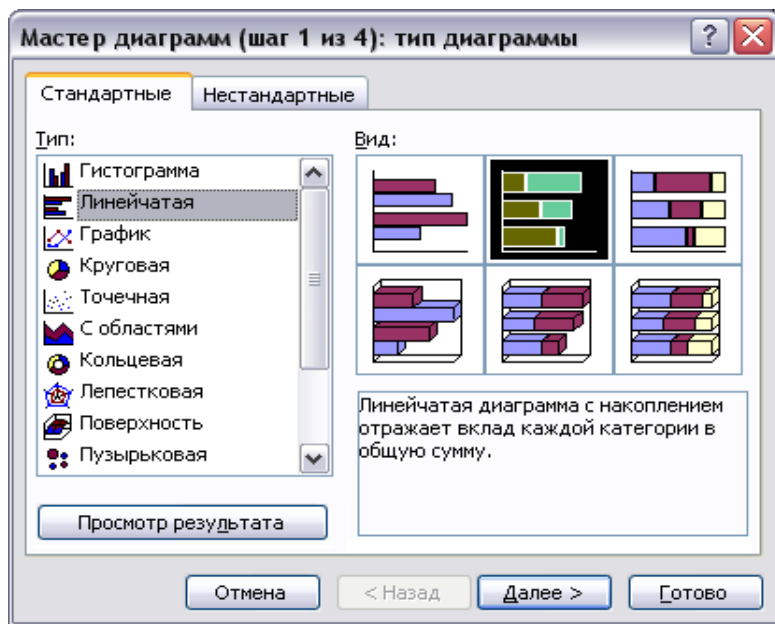 Мастер диаграмм (шаг 1 из 4): тип диаграммы
Стандартные
Нестандартные
Тип:
Гистограмма
Линейчатая
График
Круговая
Точечная
С областями
Кольцевая
Лепестковая
Поверхность
Пузырьковая
Вид:
Линейчатая диаграмма с накоплением
отражает вклад каждой категории в
общую сумму.
Просмотр результата
Отмена
< Назад
Далее >
Готово